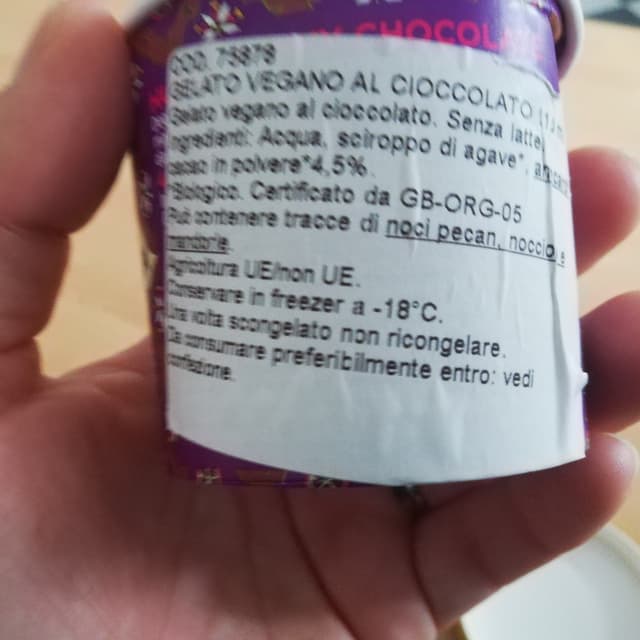 CHOCOL
COD. 75878
GELATO VEGANO AL CIOCCOLATO
Gelato vegano al cioccolato. Senza latte.
Ingredienti: Acqua, sciroppo di agave*,
cacao in polvere*4,5%.
*Biologico. Certificato da GB-ORG-05
Può contenere tracce di noci pecan, nocciole
mandorle.
Agricoltura UE/non UE.
Conservare in freezer a -18°C.
Una volta scongelato non ricongelare.
Da consumare preferibilmente entro: vedi
confezione.